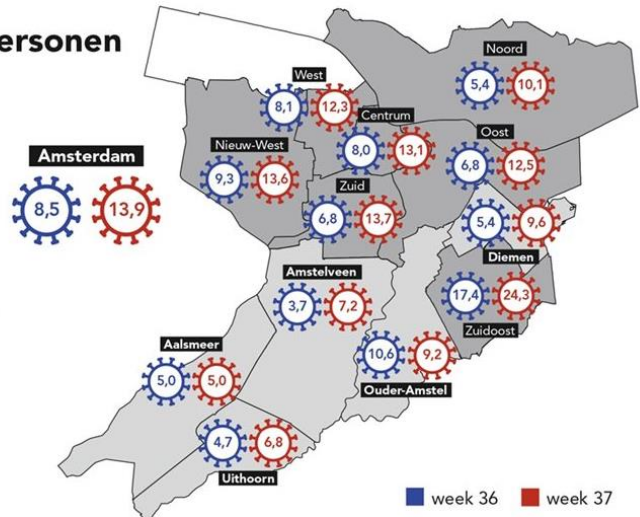 ersonen
Amsterdam
8,5 13,9
West
8,1 12,3
Noord
5,4 10,1
Centrum
8,0 13,1
Oost
6,8 12,5
Nieuw-West
9,3 13,6
Zuid
6,8 13,7
5,4 9,6
Diemen
17,4 24,3
Zuidoost
Amstelveen
3,7 7,2
10,6 9,2
Ouder-Amstel
Aalsmeer
5,0 5,0
4,7 6,8
Uithoorn
week 36 week 37